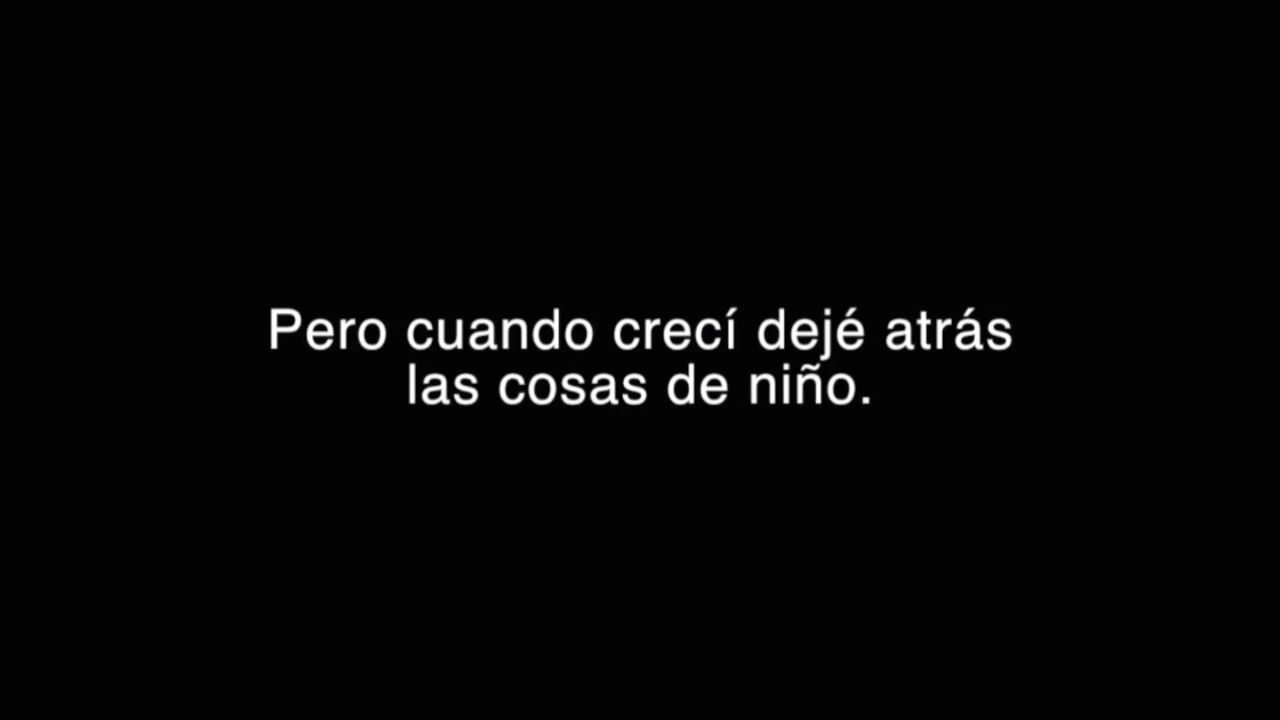 Pero cuando crecí dejé atrás
las cosas de niño.